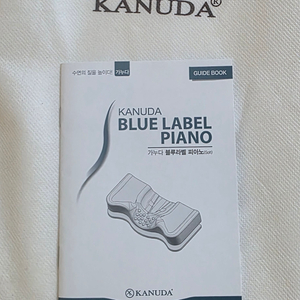 KANUDA®
수면의 질을 높이다! 가누다
GUIDE BOOK
KANUDA
BLUE LABEL
PIANO
가누다 블루라벨 피아노
KANUDA